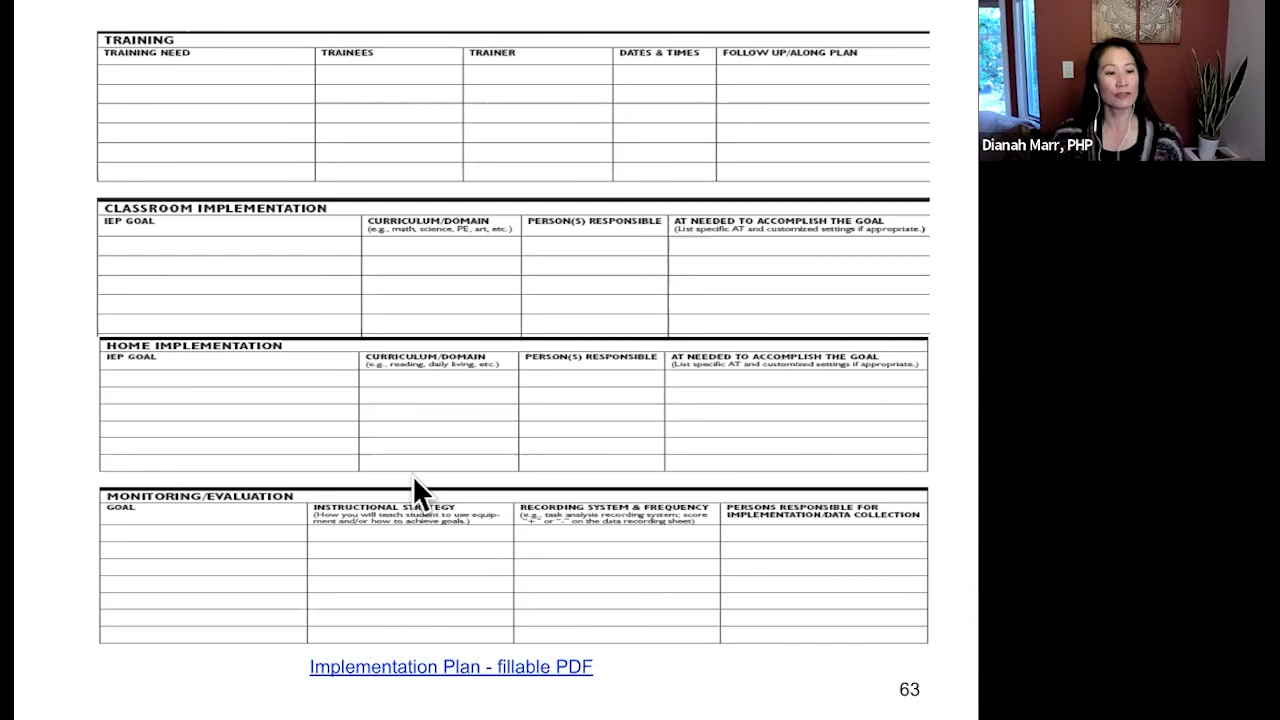 TRAINING
TRAINING NEED TRAINEES TRAINER DATES & TIMES FOLLOW UP/ALONG PLAN
CLASSROOM IMPLEMENTATION
IEP GOAL CURRICULUM/DOMAIN PERSON(S) RESPONSIBLE AT NEEDED TO ACCOMPLISH THE GOAL
(e.g., math, science, PE, art, etc.) (List specific AT and customized settings if appropriate.)
HOME IMPLEMENTATION
IEP GOAL CURRICULUM/DOMAIN PERSON(S) RESPONSIBLE AT NEEDED TO ACCOMPLISH THE GOAL
(e.g., reading, daily living, etc.) (List specific AT and customized settings if appropriate.)
MONITORING/EVALUATION
GOAL INSTRUCTIONAL STRATEGY RECORDING SYSTEM & FREQUENCY PERSONS RESPONSIBLE FOR
(How you will teach student to use equip- (e.g., task analysis recording system; score IMPLEMENTATION/DATA COLLECTION
ment and/or how to achieve goals.) "+" or "-" on the data recording sheet)
Implementation Plan - fillable PDF
63
Dianah Marr, PHP